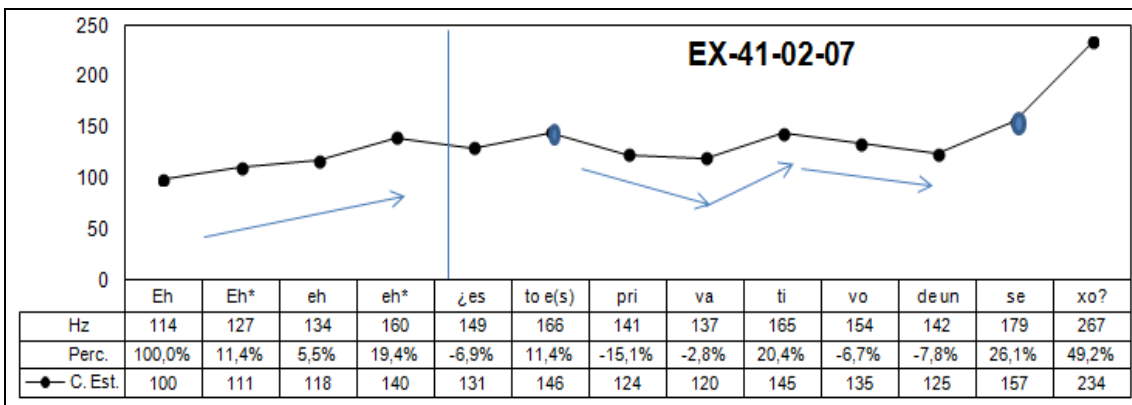 EX-41-02-07
250
200
150
100
50
0
Eh Eh* eh eh* ¿es to e(s) pri va ti vo de un se xo?
Hz 114 127 134 160 149 166 141 137 165 154 142 179 267
Perc. 100,0% 11,4% 5,5% 19,4% -6,9% 11,4% -15,1% -2,8% 20,4% -6,7% -7,8% 26,1% 49,2%
C. Est. 100 111 118 140 131 146 124 120 145 135 125 157 234